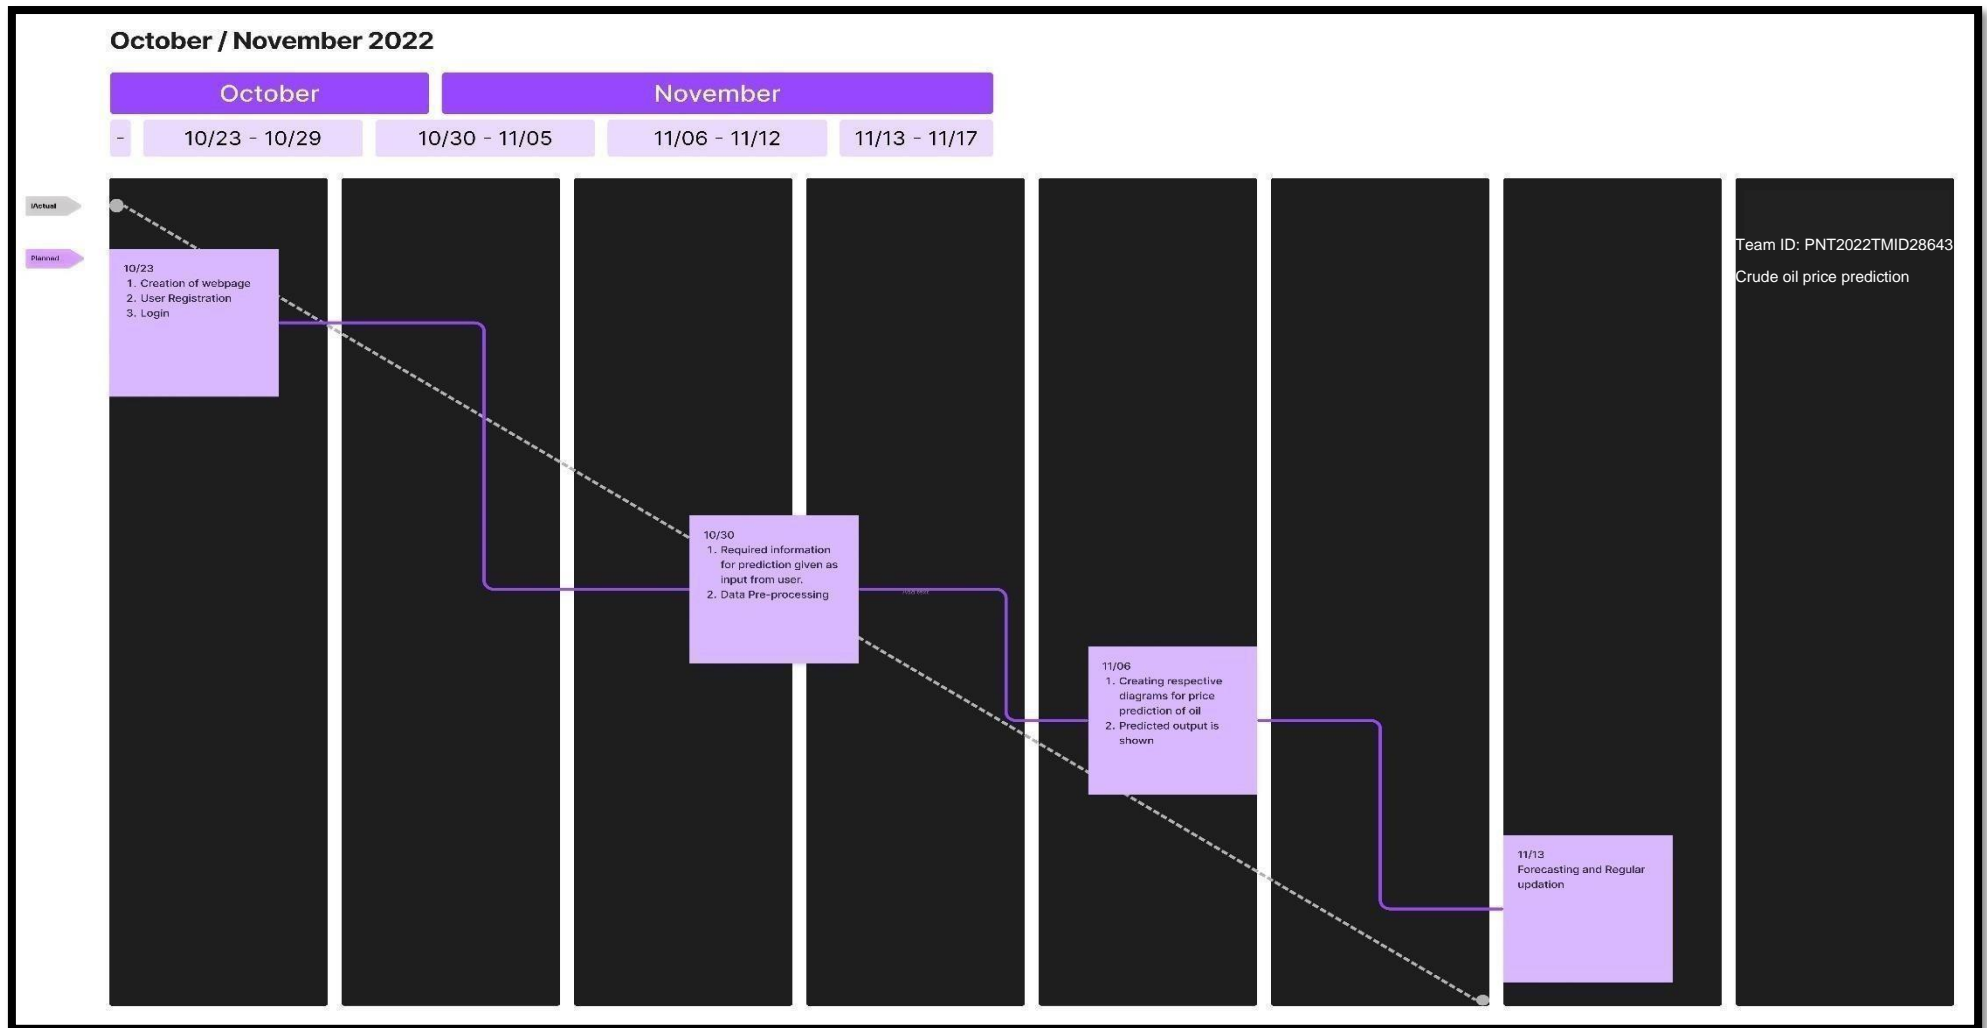 October / November 2022
October
November
-
10/23 - 10/29
10/30 - 11/05
11/06 - 11/12
11/13 - 11/17
iActual
Planned
Team ID: PNT2022TMID28643
Crude oil price prediction
10/23
1. Creation of webpage
2. User Registration
3. Login
10/30
1. Required information
for prediction given as
input from user.
2. Data Pre-processing
Add text
11/06
1. Creating respective
diagrams for price
prediction of oil
2. Predicted output is
shown
11/13
Forecasting and Regular
updation